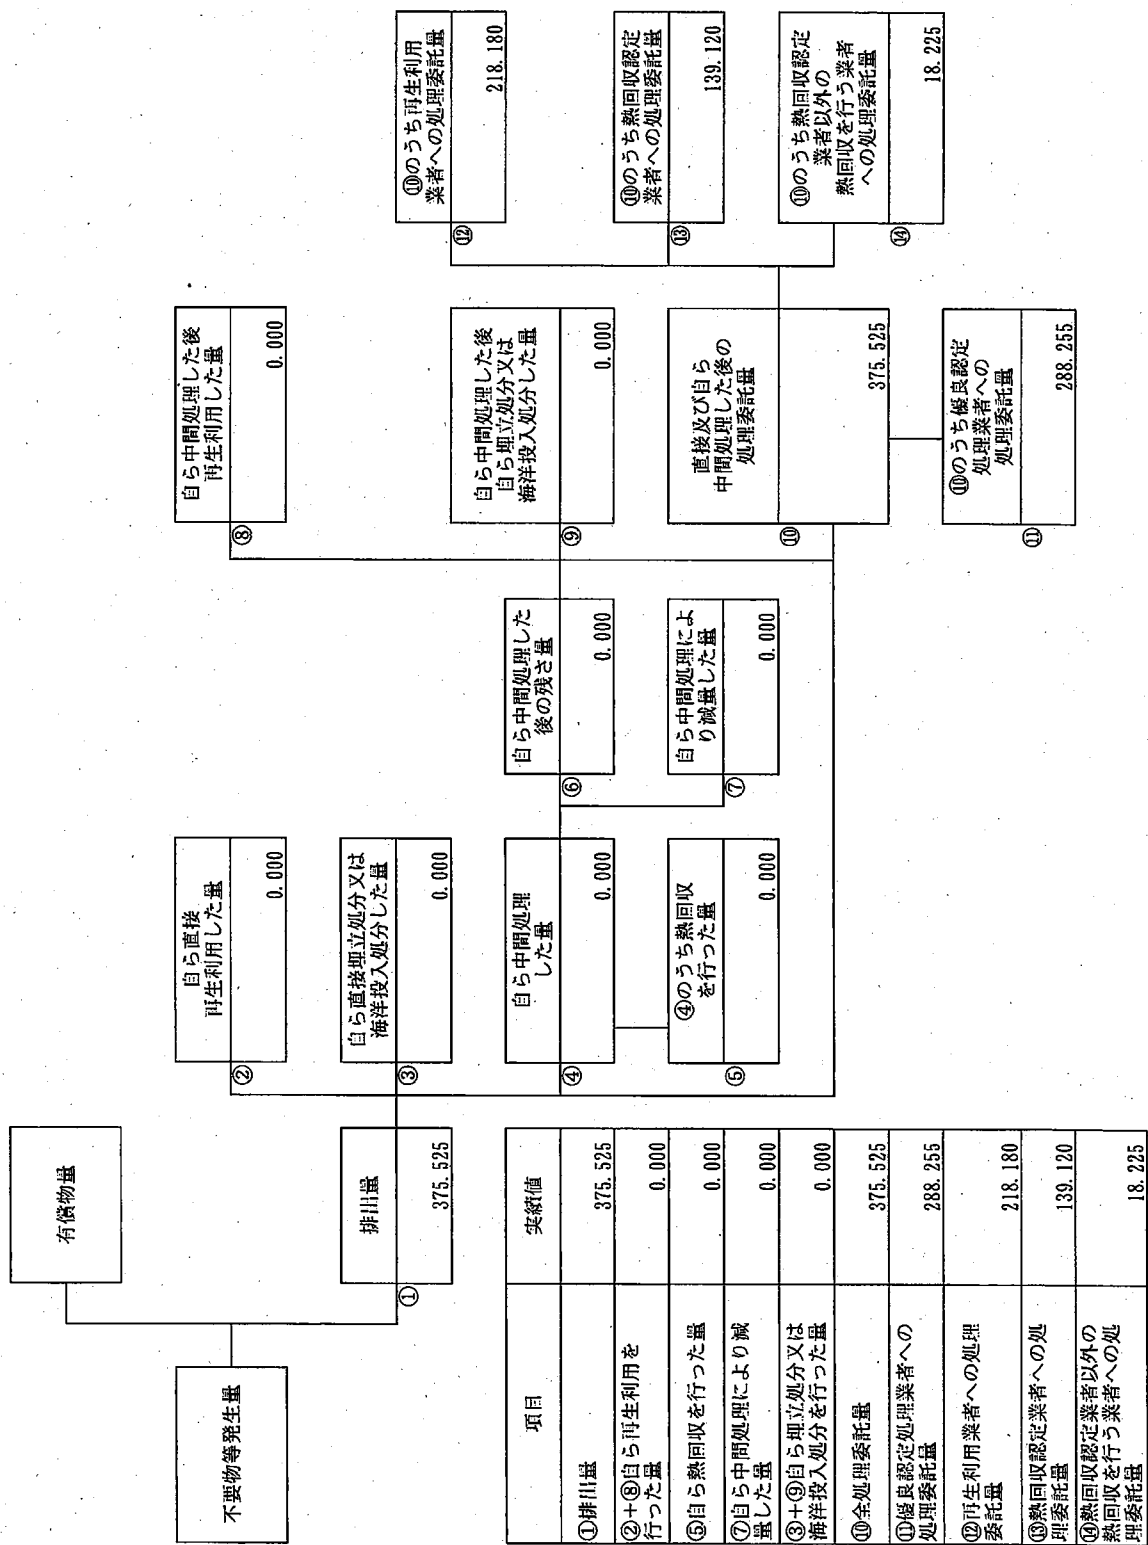 不要物等発生量
有償物量
①
排出量
375.525
②
自ら直接
再生利用した量
0.000
③
自ら直接埋立処分又は
海洋投入処分した量
0.000
④
自ら中間処理
した量
0.000
⑤
④のうち熱回収
を行った量
0.000
⑥
自ら中間処理した
後の残さ量
0.000
⑦
自ら中間処理によ
り減量した量
0.000
⑧
自ら中間処理した後
再生利用した量
0.000
⑨
自ら中間処理した後
自ら埋立処分又は
海洋投入処分した量
0.000
⑩
直接及び自ら
中間処理した後の
処理委託量
375.525
⑪
⑩のうち優良認定
処理業者への
処理委託量
288.255
⑫
⑩のうち再生利用
業者への処理委託量
218.180
⑬
⑩のうち熱回収認定
業者への処理委託量
139.120
⑭
⑩のうち熱回収認定
業者以外の
熱回収を行う業者
への処理委託量
18.225
項目 実績値
①排出量 375.525
②+⑧自ら再生利用を
行った量 0.000
⑤自ら熱回収を行った量 0.000
⑦自ら中間処理により減
量した量 0.000
③+⑨自ら埋立処分又は
海洋投入処分を行った量 0.000
⑩全処理委託量 375.525
⑪優良認定処理業者への
処理委託量 288.255
⑫再生利用業者への処理
委託量 218.180
⑬熱回収認定業者への処
理委託量 139.120
⑭熱回収認定業者以外の
熱回収を行う業者への処
理委託量 18.225